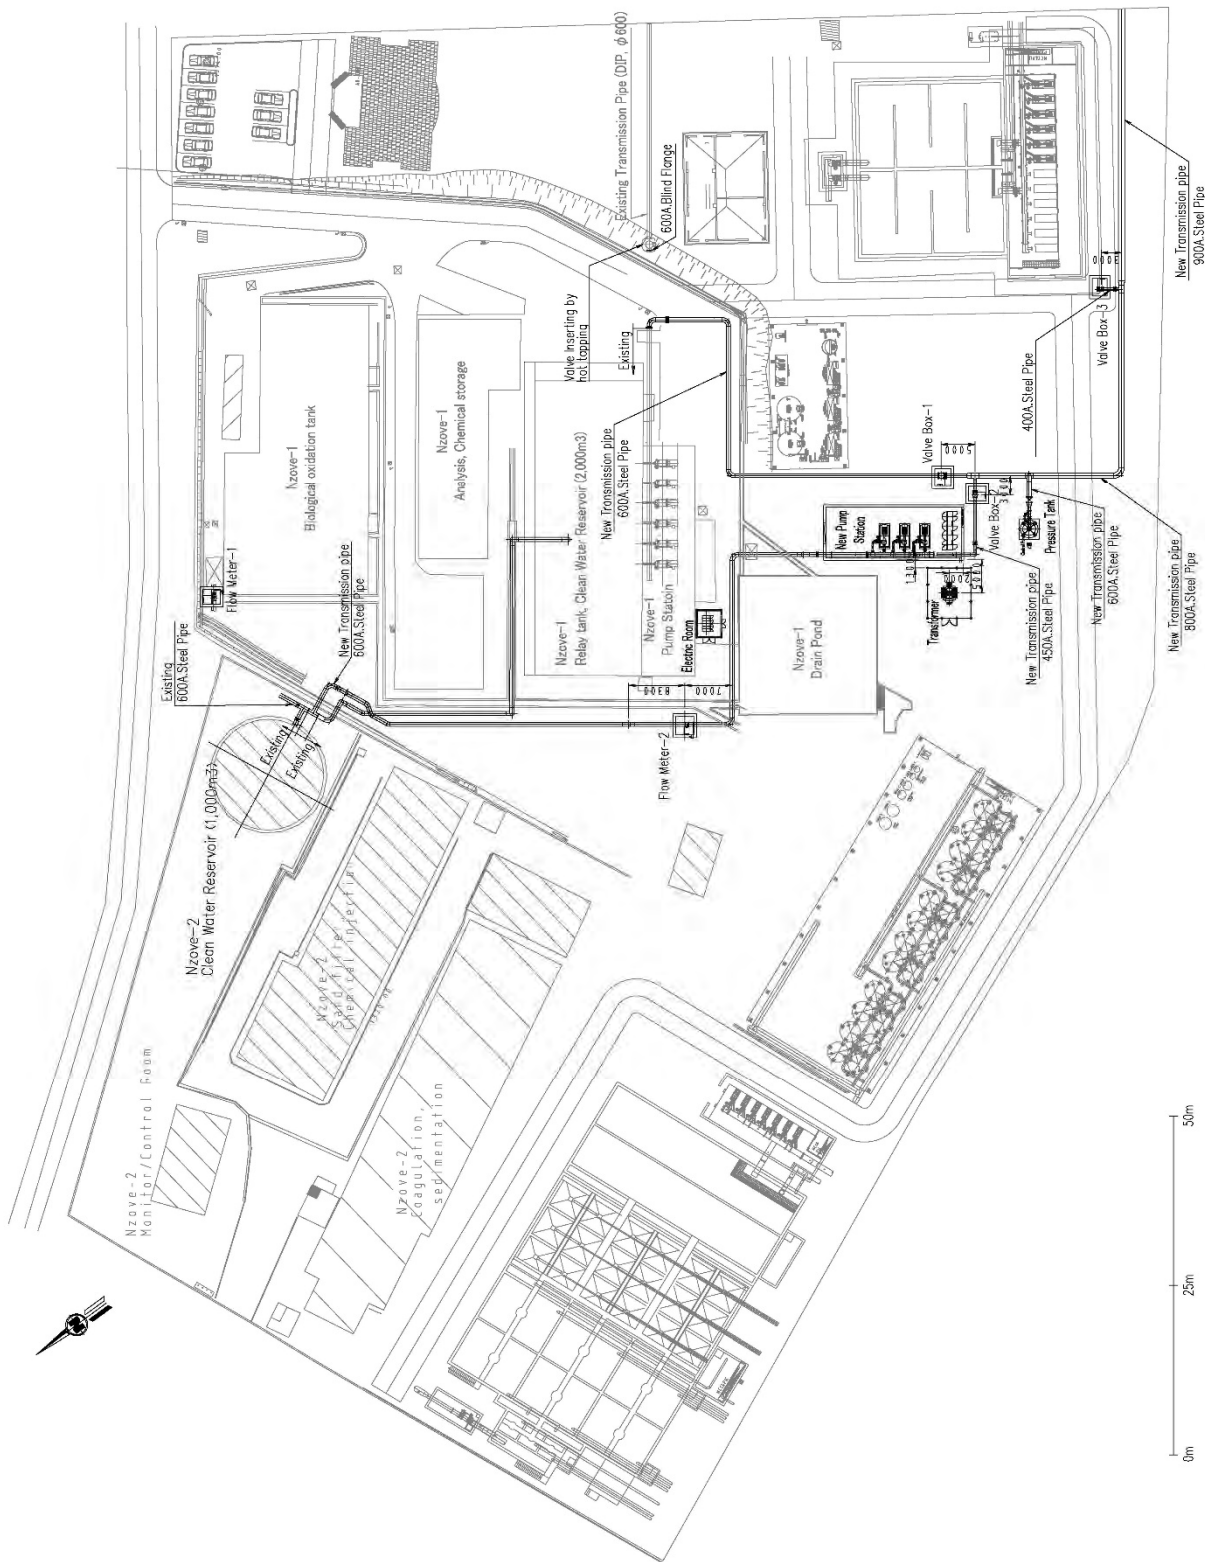 Existing Transmission Pipe (DIP, φ600)
600A.Blind Flange
Valve Inserting by
hot tapping
Existing
New Transmission pipe
600A.Steel Pipe
Nzove-1
Biological oxidation tank
Nzove-1
Analysis, Chemical storage
Nzove-1
Relay tank, Clean Water Reservoir (2,000m3)
Nzove-1
Pump Statoin
Electric Room
Nzove-1
Drain Pond
Flow Meter-1
Existing
600A.Steel Pipe
New Transmission pipe
600A.Steel Pipe
Existing
Existing
Nzove-2
Clean Water Reservoir (1,000m3)
Flow Meter-2
8300
7000
Nzove-2
Sand filter
Chemical injection
Nzove-2
Monitor/Control Room
Nzove-2
Coagulation,
sedimentation
New Pump
Station
1300
Transformer
2000
5000
Valve Box-1
5000
Valve Box-2
3000
Pressure Tank
New Transmission pipe
450A.Steel Pipe
New Transmission pipe
600A.Steel Pipe
New Transmission pipe
800A.Steel Pipe
400A.Steel Pipe
Valve Box-3
3000
New Transmission pipe
900A.Steel Pipe
0m
25m
50m